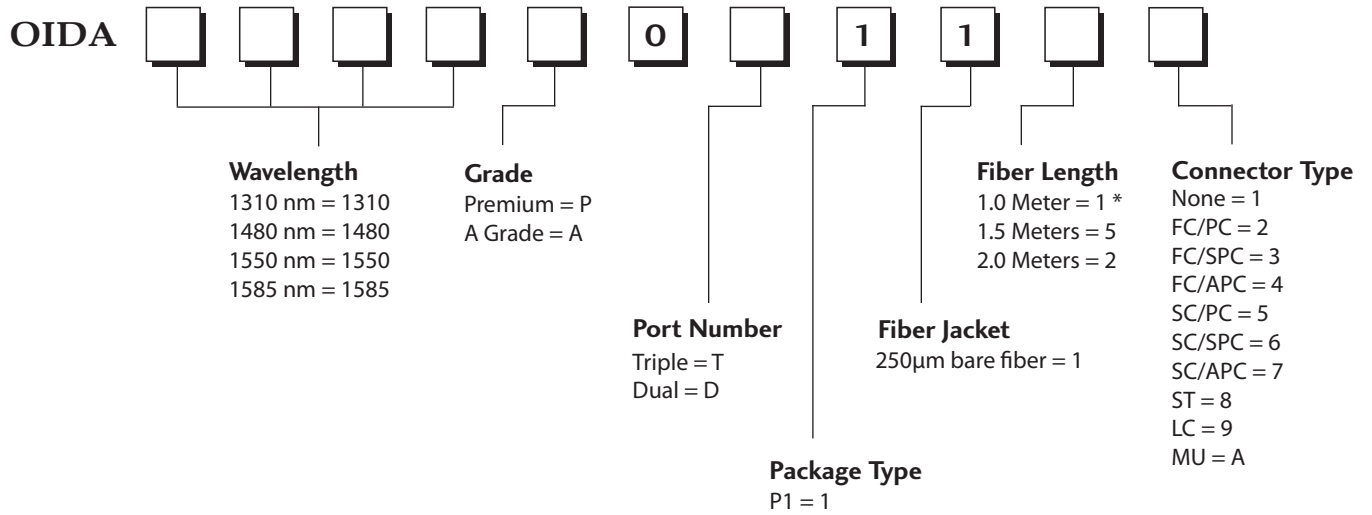 OIDA 0 1 1
Wavelength
1310 nm = 1310
1480 nm = 1480
1550 nm = 1550
1585 nm = 1585
Grade
Premium = P
A Grade = A
Port Number
Triple = T
Dual = D
Package Type
P1 = 1
Fiber Jacket
250µm bare fiber = 1
Fiber Length
1.0 Meter = 1 *
1.5 Meters = 5
2.0 Meters = 2
Connector Type
None = 1
FC/PC = 2
FC/SPC = 3
FC/APC = 4
SC/PC = 5
SC/SPC = 6
SC/APC = 7
ST = 8
LC = 9
MU = A